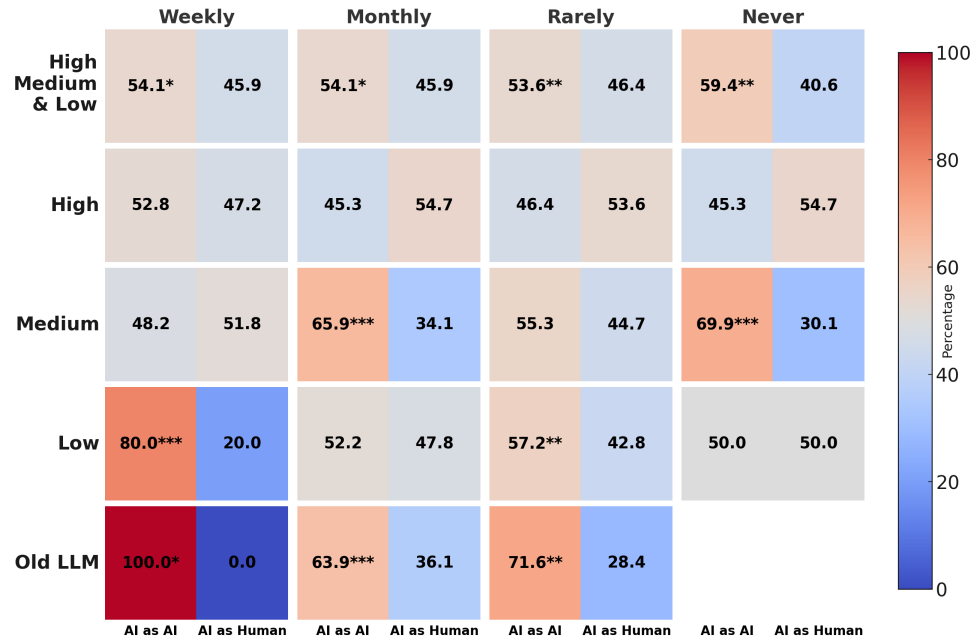 Weekly Monthly Rarely Never
High
Medium
& Low
54.1* 45.9 54.1* 45.9 53.6** 46.4 59.4** 40.6
High 52.8 47.2 45.3 54.7 46.4 53.6 45.3 54.7
Medium 48.2 51.8 65.9*** 34.1 55.3 44.7 69.9*** 30.1
Low 80.0*** 20.0 52.2 47.8 57.2** 42.8 50.0 50.0
Old LLM 100.0* 0.0 63.9*** 36.1 71.6** 28.4
AI as AI AI as Human AI as AI AI as Human AI as AI AI as Human AI as AI AI as Human
100
80
60
40
20
0
Percentage